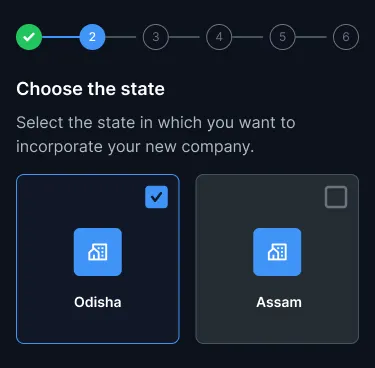 2 3 4 5 6
Choose the state
Select the state in which you want to
incorporate your new company.
Odisha Assam